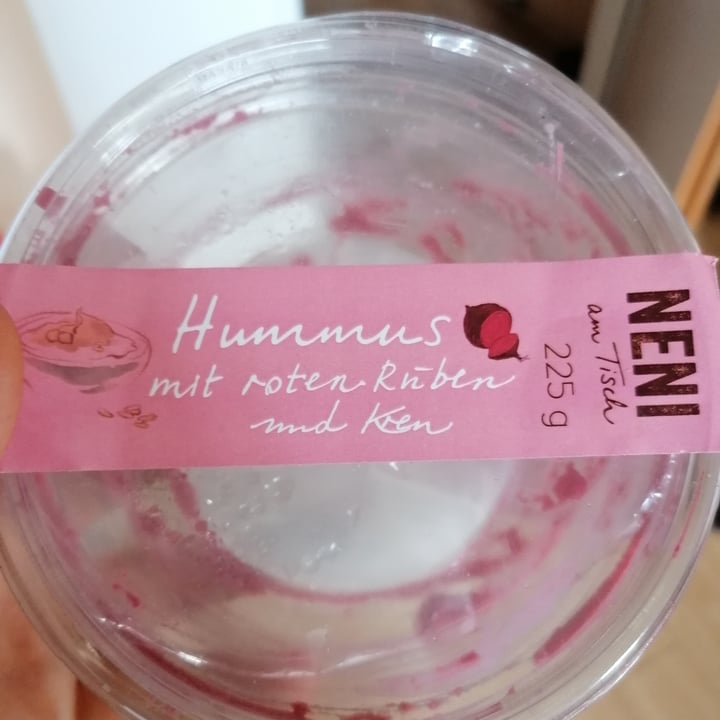 Hummus
mit roten Rüben
und Kren
225 g
am Tisch
NENI